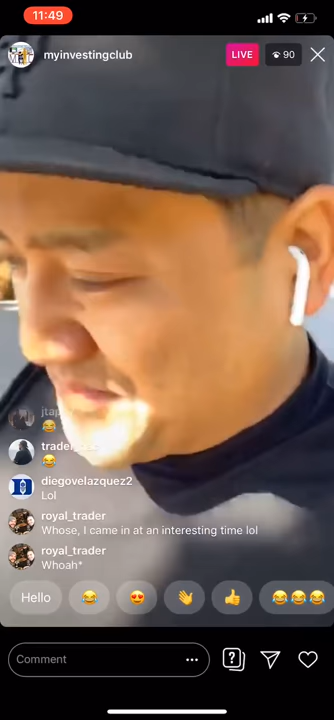 11:49
myinvestingclub
LIVE
90
😂
😂
diegovelazquez2
Lol
royal_trader
Whose, I came in at an interesting time lol
royal_trader
Whoah*
Hello 😂 😍 👋 👍 😂😂😂
Comment